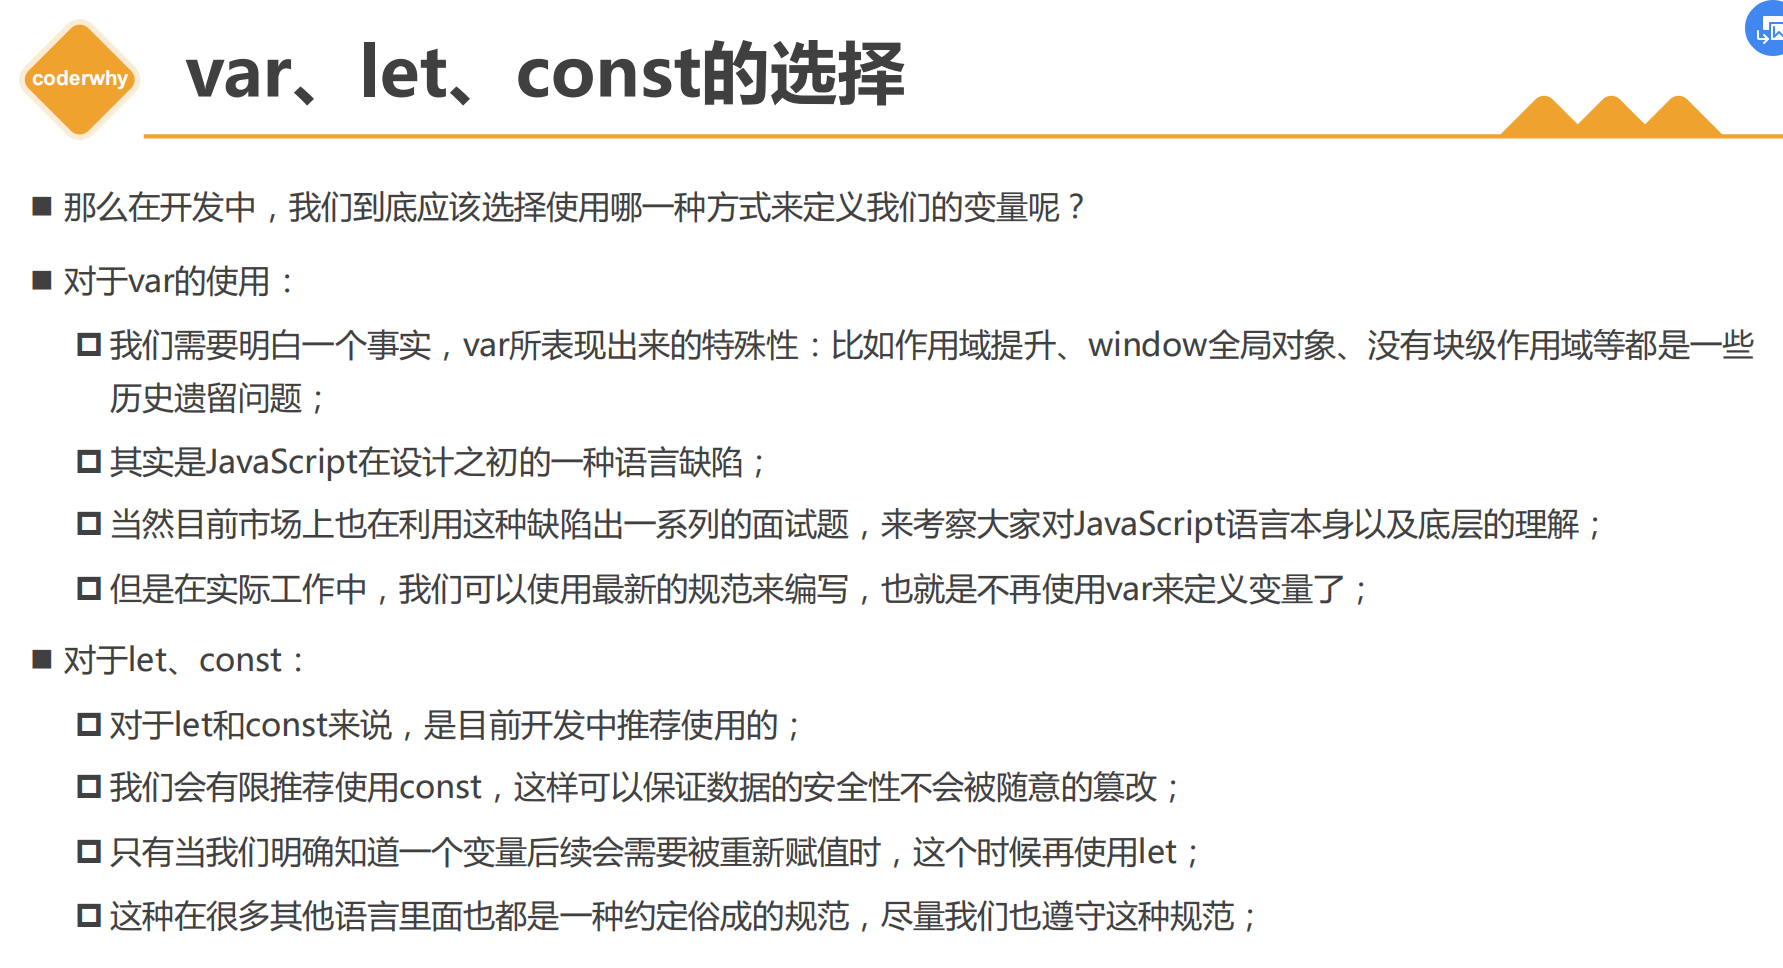 coderwhy
var、let、const的选择
那么在开发中，我们到底应该选择使用哪一种方式来定义我们的变量呢？
对于var的使用：
我们需要明白一个事实，var所表现出来的特殊性：比如作用域提升、window全局对象、没有块级作用域等都是一些
历史遗留问题；
其实是JavaScript在设计之初的一种语言缺陷；
当然目前市场上也在利用这种缺陷出一系列的面试题，来考察大家对JavaScript语言本身以及底层的理解；
但是在实际工作中，我们可以使用最新的规范来编写，也就是不再使用var来定义变量了；
对于let、const：
对于let和const来说，是目前开发中推荐使用的；
我们会有限推荐使用const，这样可以保证数据的安全性不会被随意的篡改；
只有当我们明确知道一个变量后续会需要被重新赋值时，这个时候再使用let；
这种在很多其他语言里面也都是一种约定俗成的规范，尽量我们也遵守这种规范；